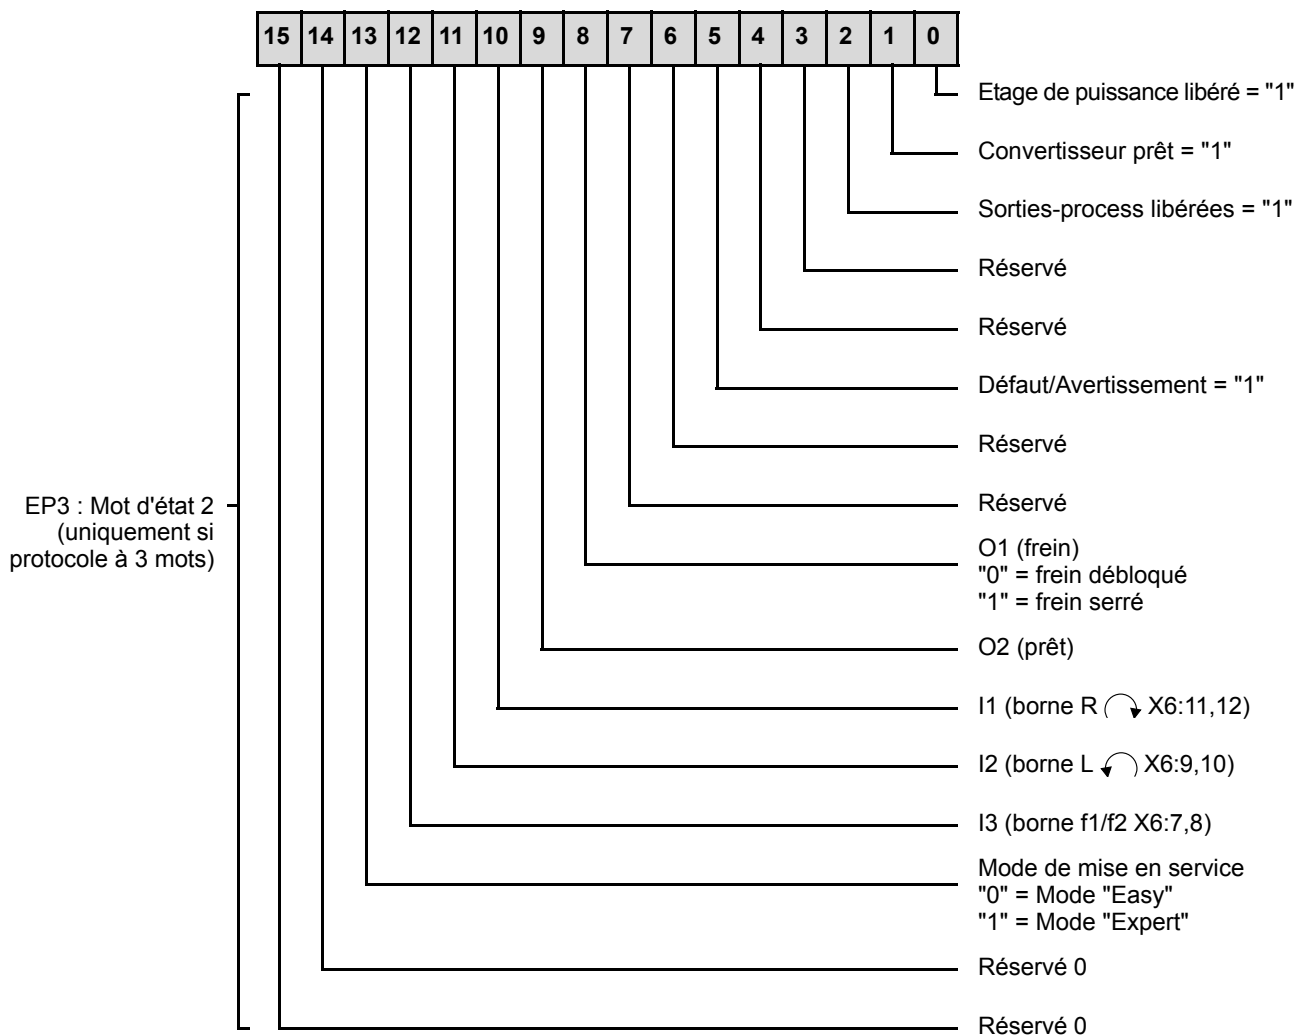 15 14 13 12 11 10 9 8 7 6 5 4 3 2 1 0
Etage de puissance libéré = "1"
Convertisseur prêt = "1"
Sorties-process libérées = "1"
Réservé
Réservé
Défaut/Avertissement = "1"
Réservé
Réservé
EP3 : Mot d'état 2
(uniquement si
protocole à 3 mots)
O1 (frein)
"0" = frein débloqué
"1" = frein serré
O2 (prêt)
I1 (borne R X6:11,12)
I2 (borne L X6:9,10)
I3 (borne f1/f2 X6:7,8)
Mode de mise en service
"0" = Mode "Easy"
"1" = Mode "Expert"
Réservé 0
Réservé 0